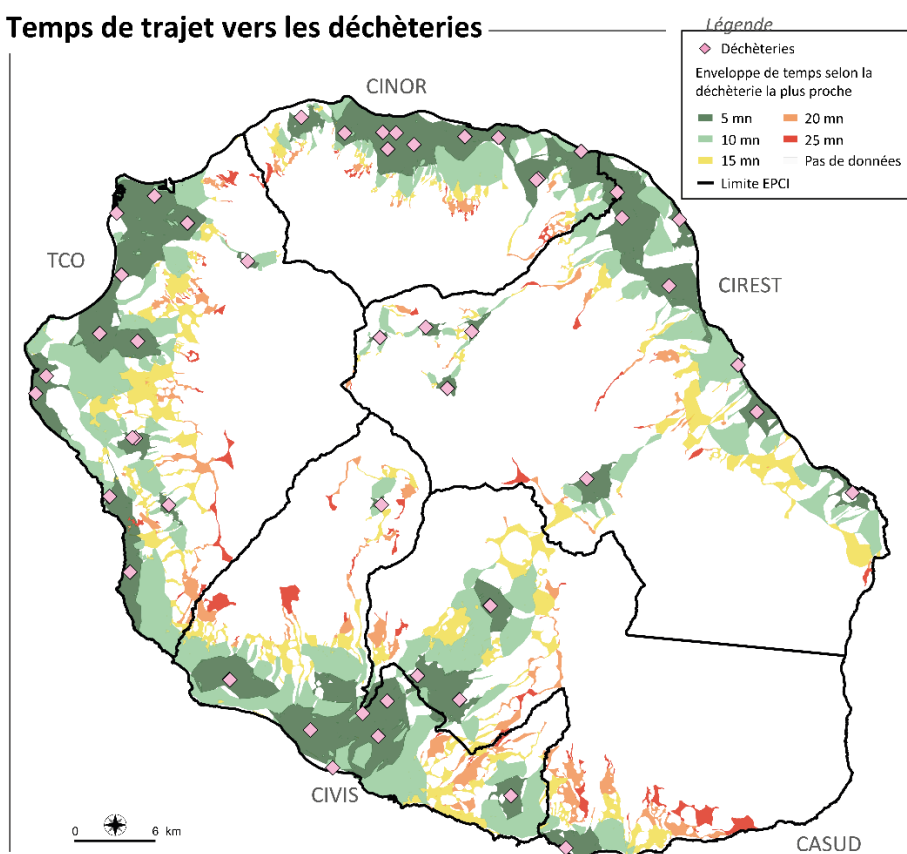 Temps de trajet vers les déchèteries
Légende
Déchèteries
Enveloppe de temps selon la
déchèterie la plus proche
5 mn
20 mn
10 mn
25 mn
15 mn
Pas de données
Limite EPCI
CINOR
TCO
CIREST
CIVIS
CASUD
0 6 km